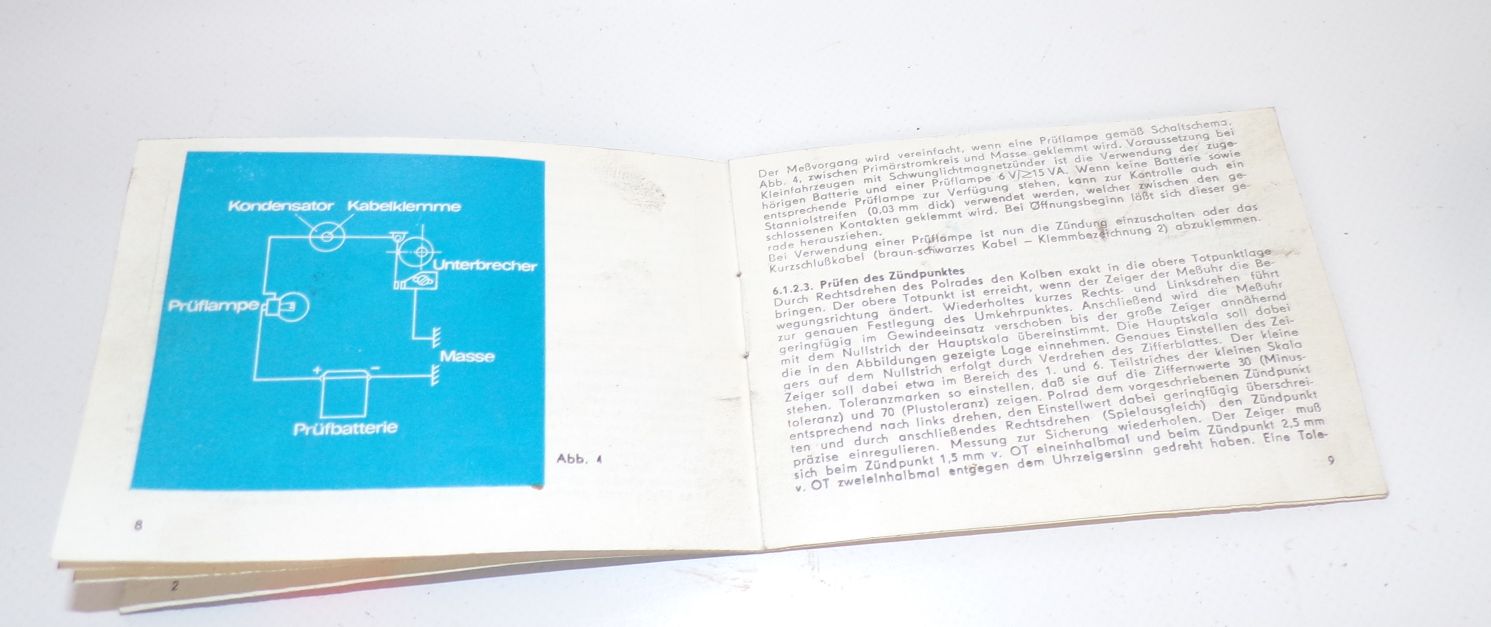 Kondensator Kabelklemme
Unterbrecher
Prüflampe
Masse
+ −
Prüfbatterie
Abb. 4
8
2
Der Meßvorgang wird vereinfacht, wenn eine Prüflampe gemäß Schaltschema,
Abb. 4, zwischen Primärstromkreis und Masse geklemmt wird. Voraussetzung bei
Kleinfahrzeugen mit Schwunglichtmagnetzünder ist die Verwendung der zuge-
hörigen Batterie und einer Prüflampe 6 V/≥15 VA. Wenn keine Batterie sowie
entsprechende Prüflampe zur Verfügung stehen, kann zur Kontrolle auch ein
Stanniolstreifen (0,03 mm dick) verwendet werden, welcher zwischen den ge-
schlossenen Kontakten geklemmt wird. Bei Öffnungsbeginn läßt sich dieser ge-
rade herausziehen.
Bei Verwendung einer Prüflampe ist nun die Zündung einzuschalten oder das
Kurzschlußkabel (braun-schwarzes Kabel – Klemmbezeichnung 2) abzuklemmen.
6.1.2.3. Prüfen des Zündpunktes
Durch Rechtsdrehen des Polrades den Kolben exakt in die obere Totpunktlage
bringen. Der obere Totpunkt ist erreicht, wenn der Zeiger der Meßuhr die Be-
wegungsrichtung ändert. Wiederholtes kurzes Rechts- und Linksdrehen führt
zur genauen Festlegung des Umkehrpunktes. Anschließend wird die Meßuhr
geringfügig im Gewindeeinsatz verschoben bis der große Zeiger annähernd
mit dem Nullstrich der Hauptskala übereinstimmt. Die Hauptskala soll dabei
die in den Abbildungen gezeigte Lage einnehmen. Genaues Einstellen des Zei-
gers auf dem Nullstrich erfolgt durch Verdrehen des Zifferblattes. Der kleine
Zeiger soll dabei etwa im Bereich des 1. und 6. Teilstriches der kleinen Skala
stehen. Toleranzmarken so einstellen, daß sie auf die Ziffernwerte 30 (Minus-
toleranz) und 70 (Plustoleranz) zeigen. Polrad dem vorgeschriebenen Zündpunkt
entsprechend nach links drehen, den Einstellwert dabei geringfügig überschrei-
ten und durch anschließendes Rechtsdrehen (Spielausgleich) den Zündpunkt
präzise einregulieren. Messung zur Sicherung wiederholen. Der Zeiger muß
sich beim Zündpunkt 1,5 mm v. OT eineinhalbmal und beim Zündpunkt 2,5 mm
v. OT zweieinhalbmal entgegen dem Uhrzeigersinn gedreht haben. Eine Tole-
9